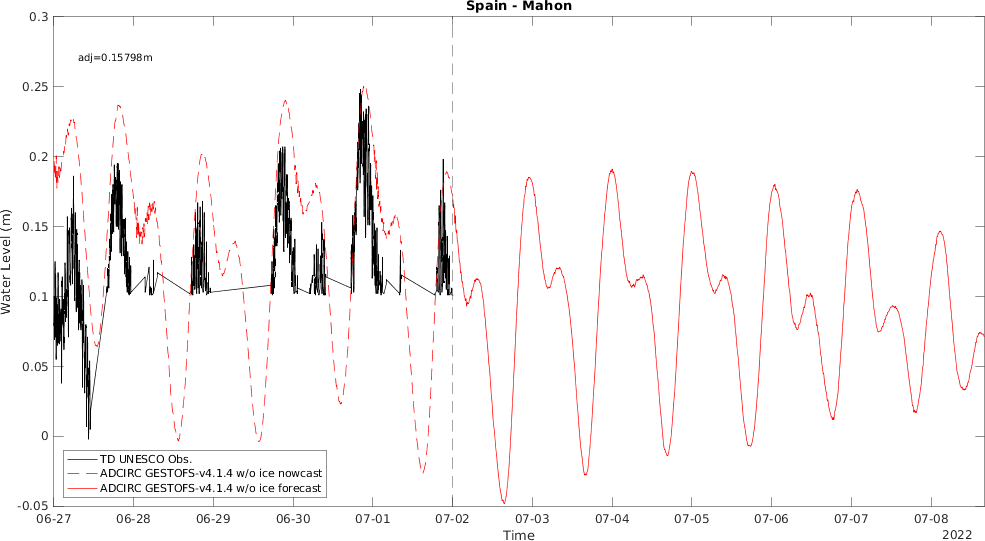 Spain - Mahon
adj=0.15798m
Water Level (m)
0.3
0.25
0.2
0.15
0.1
0.05
0
-0.05
TD UNESCO Obs.
ADCIRC GESTOFS-v4.1.4 w/o ice nowcast
ADCIRC GESTOFS-v4.1.4 w/o ice forecast
06-27 06-28 06-29 06-30 07-01 07-02 07-03 07-04 07-05 07-06 07-07 07-08
Time
2022